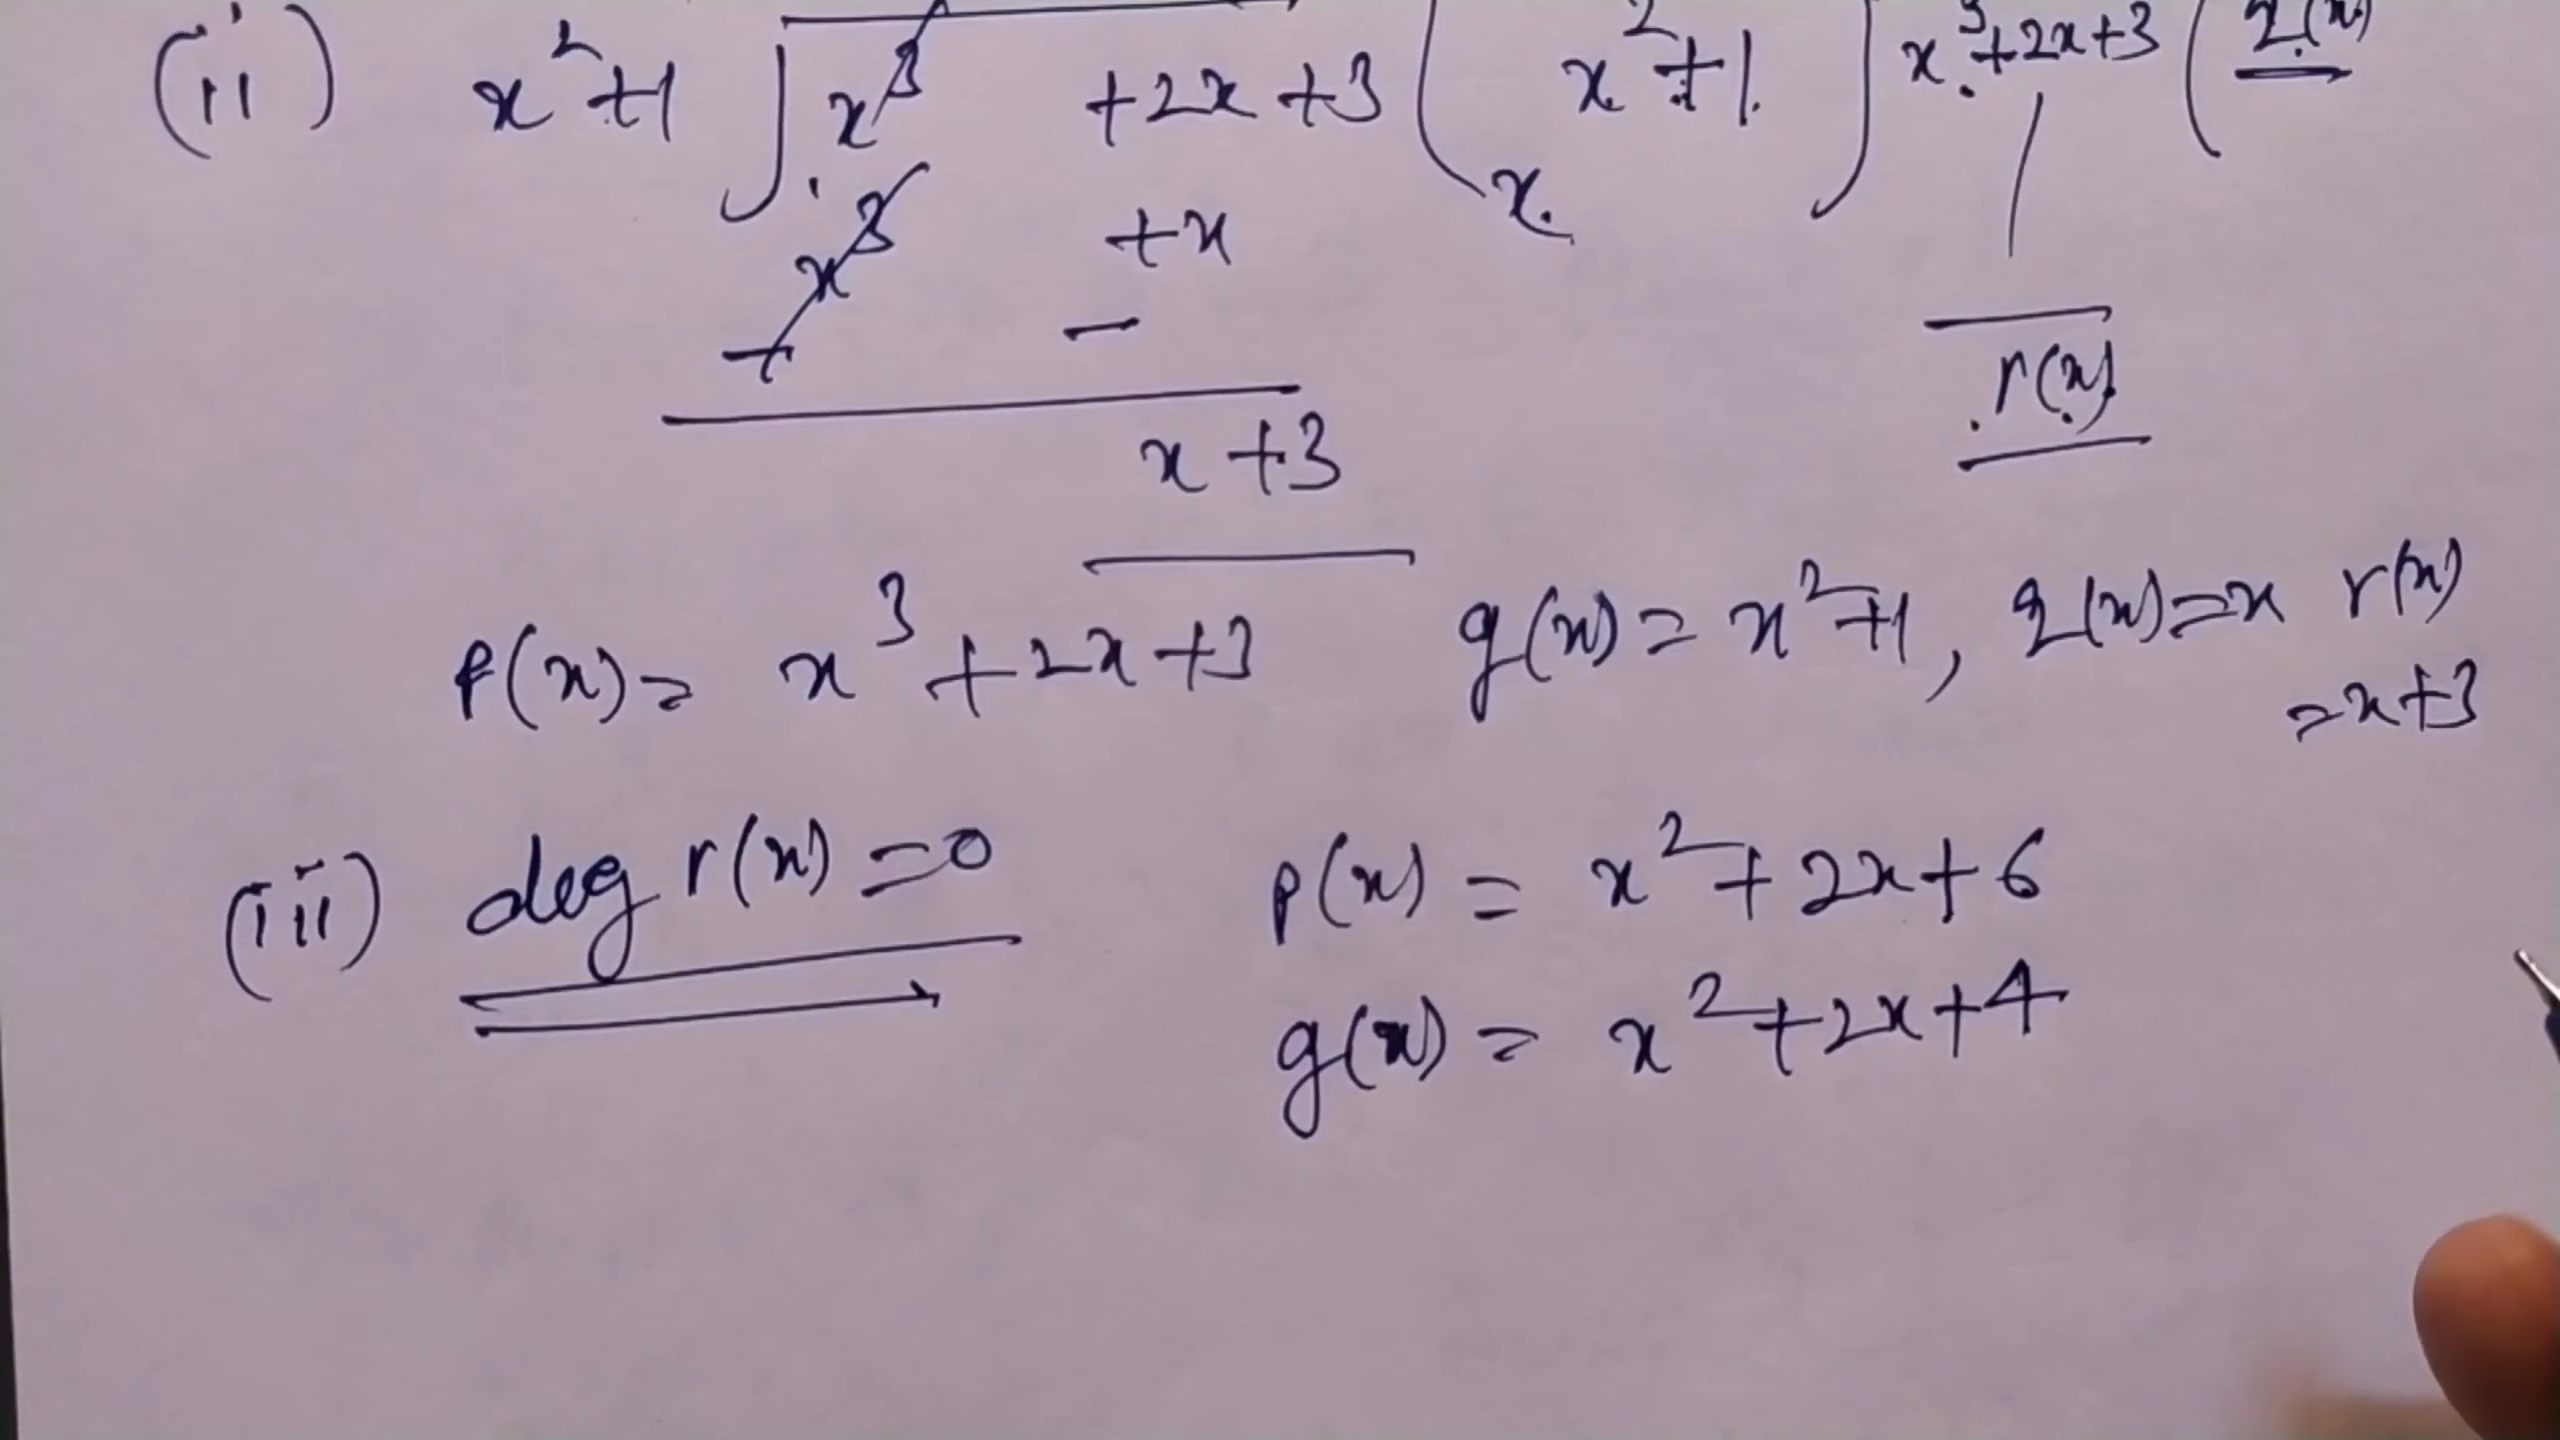 (ii) x²+1 ) x³ +2x+3 ( x
x³ +x
- -
x+3
x²+1 ) x³+2x+3 ( q(x)
r(x)
P(x) = x³+2x+3 g(x) = x²+1, q(x)=x r(x)
=x+3
(iii) deg r(x) =0 p(x) = x²+2x+6
g(x) = x²+2x+4